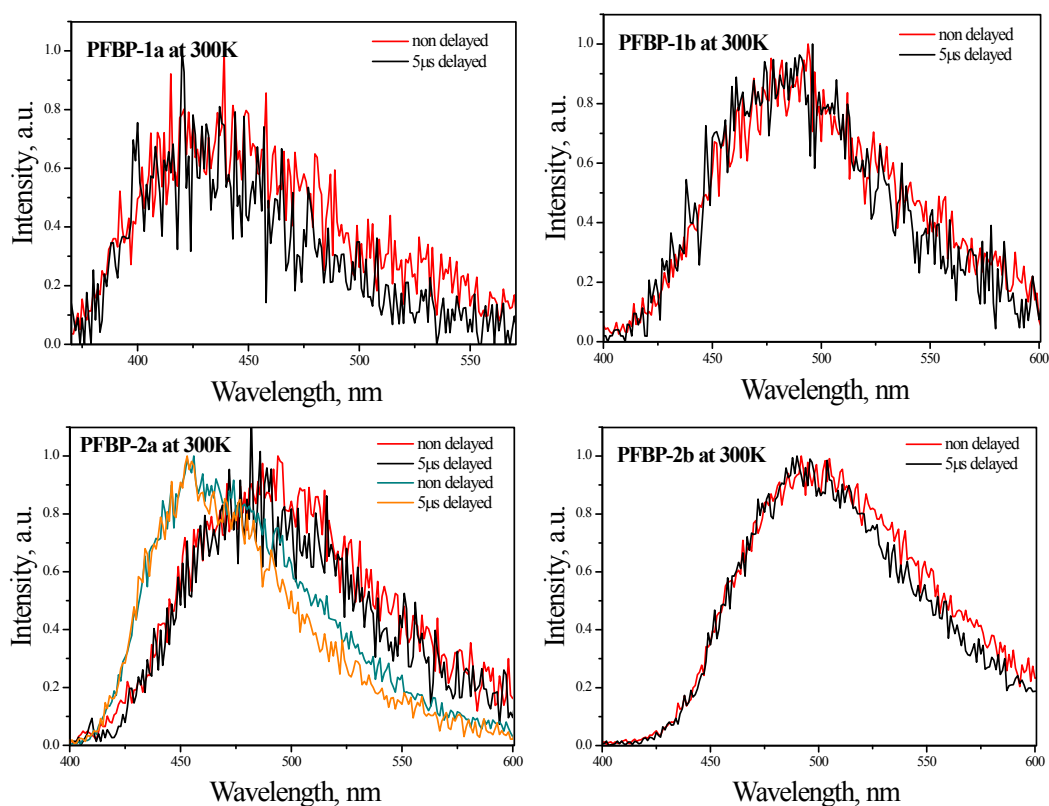 PFBP-1a at 300K
non delayed
5µs delayed
Intensity, a.u.
1.0
0.8
0.6
0.4
0.2
0.0
400 450 500 550
Wavelength, nm
PFBP-1b at 300K
non delayed
5µs delayed
Intensity, a.u.
1.0
0.8
0.6
0.4
0.2
0.0
400 450 500 550 600
Wavelength, nm
PFBP-2a at 300K
non delayed
5µs delayed
non delayed
5µs delayed
Intensity, a.u.
1.0
0.8
0.6
0.4
0.2
0.0
400 450 500 550 600
Wavelength, nm
PFBP-2b at 300K
non delayed
5µs delayed
Intensity, a.u.
1.0
0.8
0.6
0.4
0.2
0.0
400 450 500 550 600
Wavelength, nm